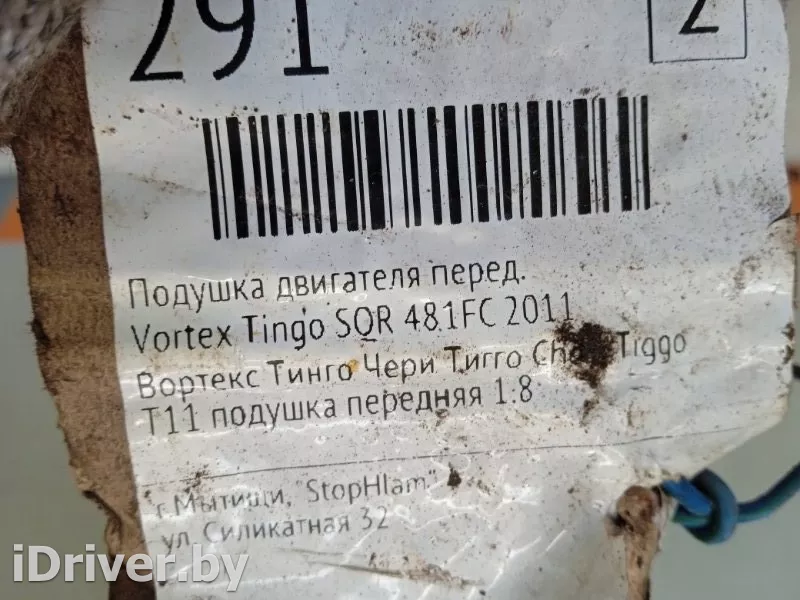 291
2
Подушка двигателя перед.
Vortex Tingo SQR 481FC 2011
Вортекс Тинго Чери Тигго Tiggo
T11 подушка передняя 1.8
г.Мытищи, "StopHlam"
ул. Силикатная 32
iDriver.by